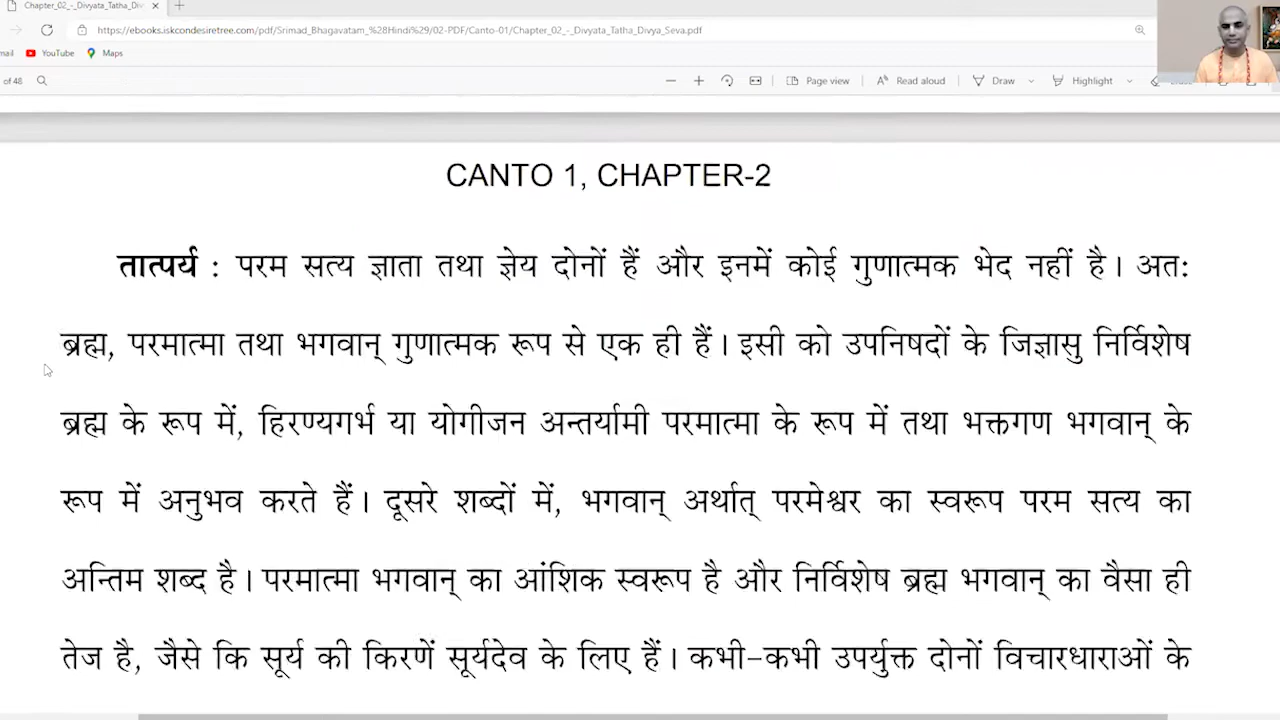 Chapter_02_-_Divyata_Tatha_Div
https://ebooks.iskcondesiretree.com/pdf/Srimad_Bhagavatam_%28Hindi%29/02-PDF/Canto-01/Chapter_02_-_Divyata_Tatha_Divya_Seva.pdf
mail YouTube Maps
of 48 Page view Read aloud Draw Highlight
CANTO 1, CHAPTER-2
तात्पर्य : परम सत्य ज्ञाता तथा ज्ञेय दोनों हैं और इनमें कोई गुणात्मक भेद नहीं है। अतः
ब्रह्म, परमात्मा तथा भगवान् गुणात्मक रूप से एक ही हैं। इसी को उपनिषदों के जिज्ञासु निर्विशेष
ब्रह्म के रूप में, हिरण्यगर्भ या योगीजन अन्तर्यामी परमात्मा के रूप में तथा भक्तगण भगवान् के
रूप में अनुभव करते हैं। दूसरे शब्दों में, भगवान् अर्थात् परमेश्वर का स्वरूप परम सत्य का
अन्तिम शब्द है। परमात्मा भगवान् का आंशिक स्वरूप है और निर्विशेष ब्रह्म भगवान् का वैसा ही
तेज है, जैसे कि सूर्य की किरणें सूर्यदेव के लिए हैं। कभी-कभी उपर्युक्त दोनों विचारधाराओं के